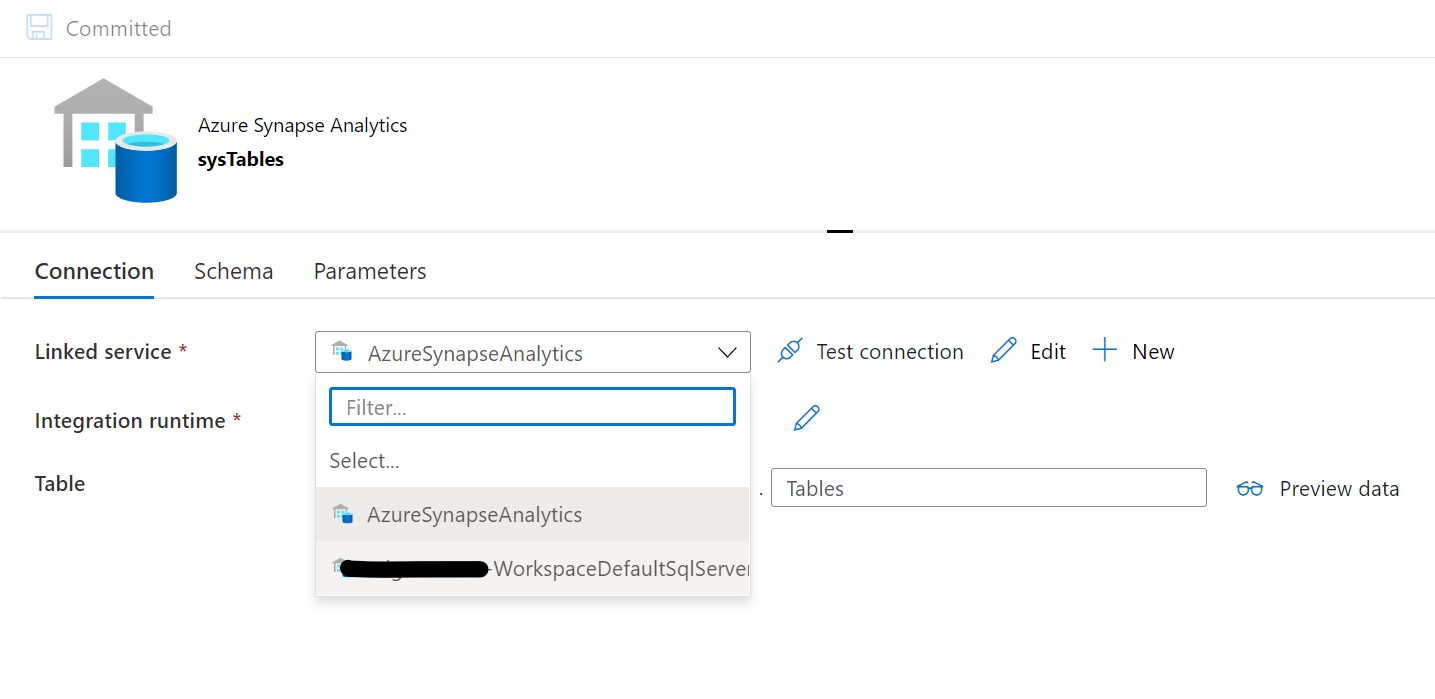 Committed
Azure Synapse Analytics
sysTables
Connection Schema Parameters
Linked service * AzureSynapseAnalytics Test connection Edit New
Filter...
Integration runtime *
Select...
Table . Tables Preview data
AzureSynapseAnalytics
-WorkspaceDefaultSqlServer